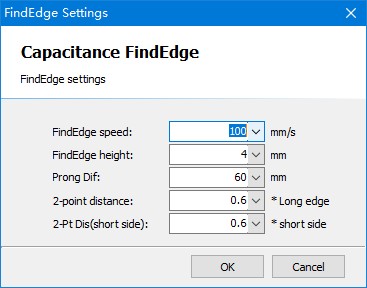 FindEdge Settings
Capacitance FindEdge
FindEdge settings
FindEdge speed: 100 mm/s
FindEdge height: 4 mm
Prong Dif: 60 mm
2-point distance: 0.6 * Long edge
2-Pt Dis(short side): 0.6 * short side
OK Cancel